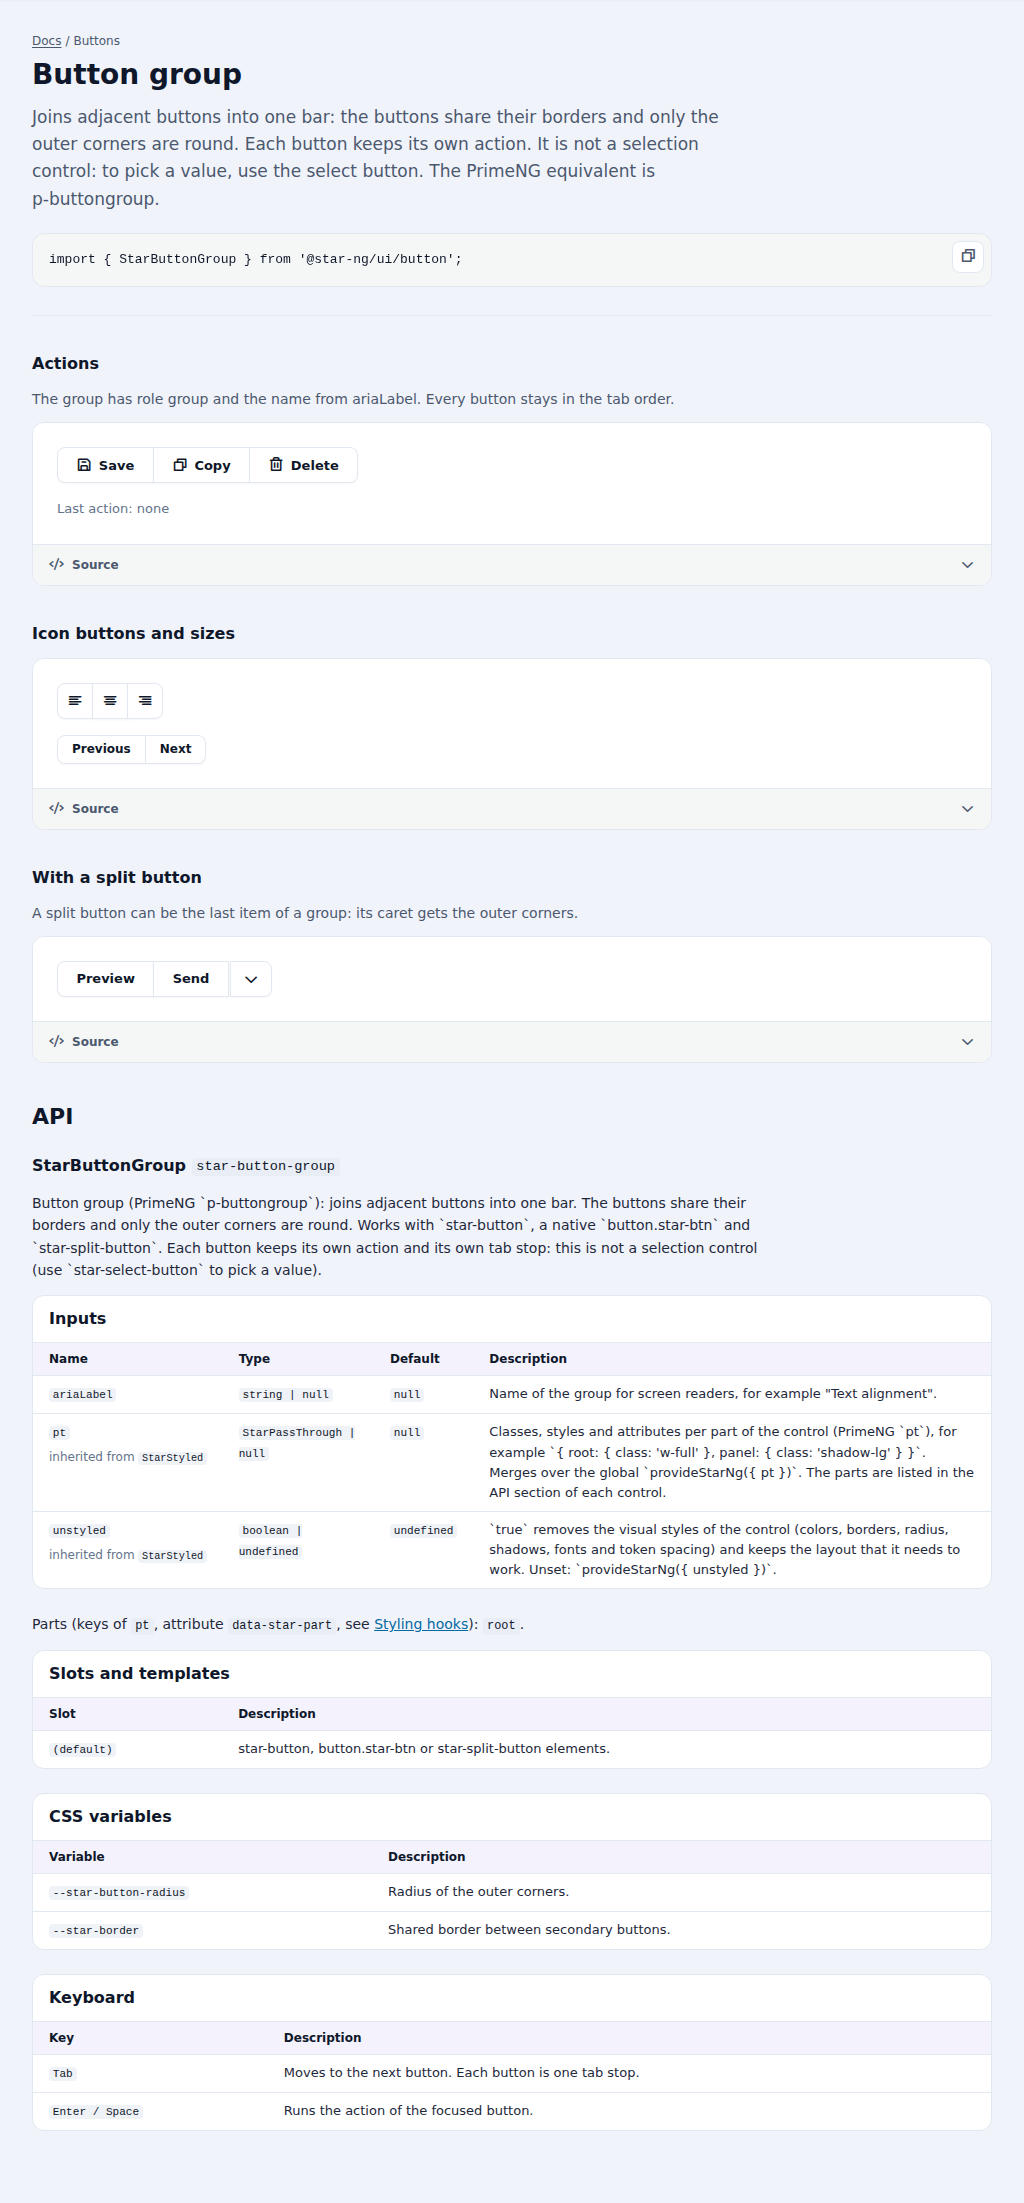 Docs / Buttons
Button group
Joins adjacent buttons into one bar: the buttons share their borders and only the
outer corners are round. Each button keeps its own action. It is not a selection
control: to pick a value, use the select button. The PrimeNG equivalent is
p-buttongroup.
import { StarButtonGroup } from '@star-ng/ui/button';
Actions
The group has role group and the name from ariaLabel. Every button stays in the tab order.
Save Copy Delete
Last action: none
Source
Icon buttons and sizes
Previous Next
Source
With a split button
A split button can be the last item of a group: its caret gets the outer corners.
Preview Send
Source
API
StarButtonGroup star-button-group
Button group (PrimeNG `p-buttongroup`): joins adjacent buttons into one bar. The buttons share their
borders and only the outer corners are round. Works with `star-button`, a native `button.star-btn` and
`star-split-button`. Each button keeps its own action and its own tab stop: this is not a selection control
(use `star-select-button` to pick a value).
Inputs
Name Type Default Description
ariaLabel string | null null Name of the group for screen readers, for example "Text alignment".
pt StarPassThrough | null Classes, styles and attributes per part of the control (PrimeNG `pt`), for
inherited from StarStyled null example `{ root: { class: 'w-full' }, panel: { class: 'shadow-lg' } }`.
Merges over the global `provideStarNg({ pt })`. The parts are listed in the
API section of each control.
unstyled boolean | undefined `true` removes the visual styles of the control (colors, borders, radius,
inherited from StarStyled undefined shadows, fonts and token spacing) and keeps the layout that it needs to
work. Unset: `provideStarNg({ unstyled })`.
Parts (keys of pt, attribute data-star-part, see Styling hooks): root.
Slots and templates
Slot Description
(default) star-button, button.star-btn or star-split-button elements.
CSS variables
Variable Description
--star-button-radius Radius of the outer corners.
--star-border Shared border between secondary buttons.
Keyboard
Key Description
Tab Moves to the next button. Each button is one tab stop.
Enter / Space Runs the action of the focused button.